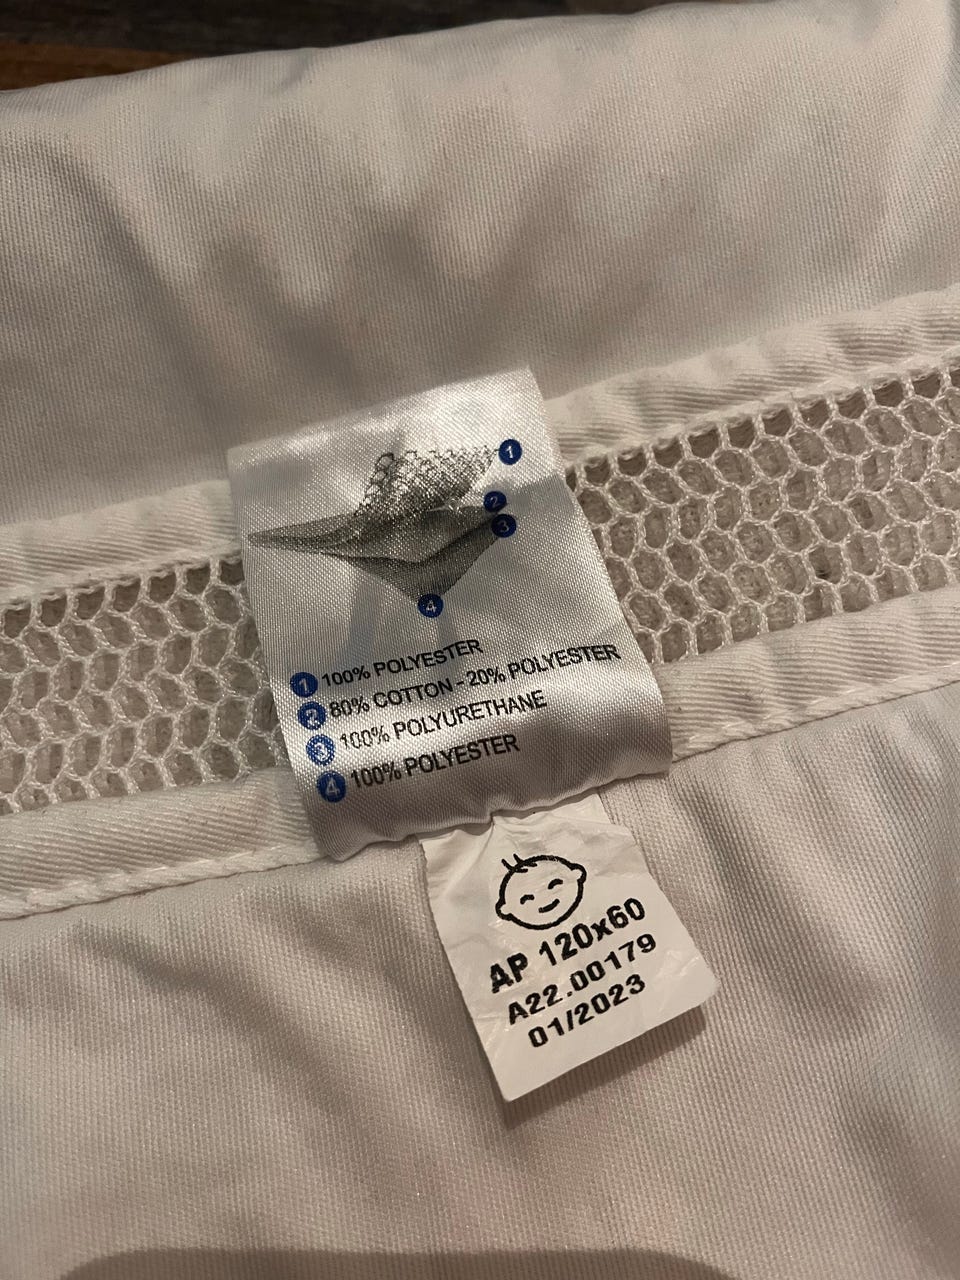 1
2
3
4
1 100% POLYESTER
2 80% COTTON - 20% POLYESTER
3 100% POLYURETHANE
4 100% POLYESTER
AP 120x60
A22.00179
01/2023